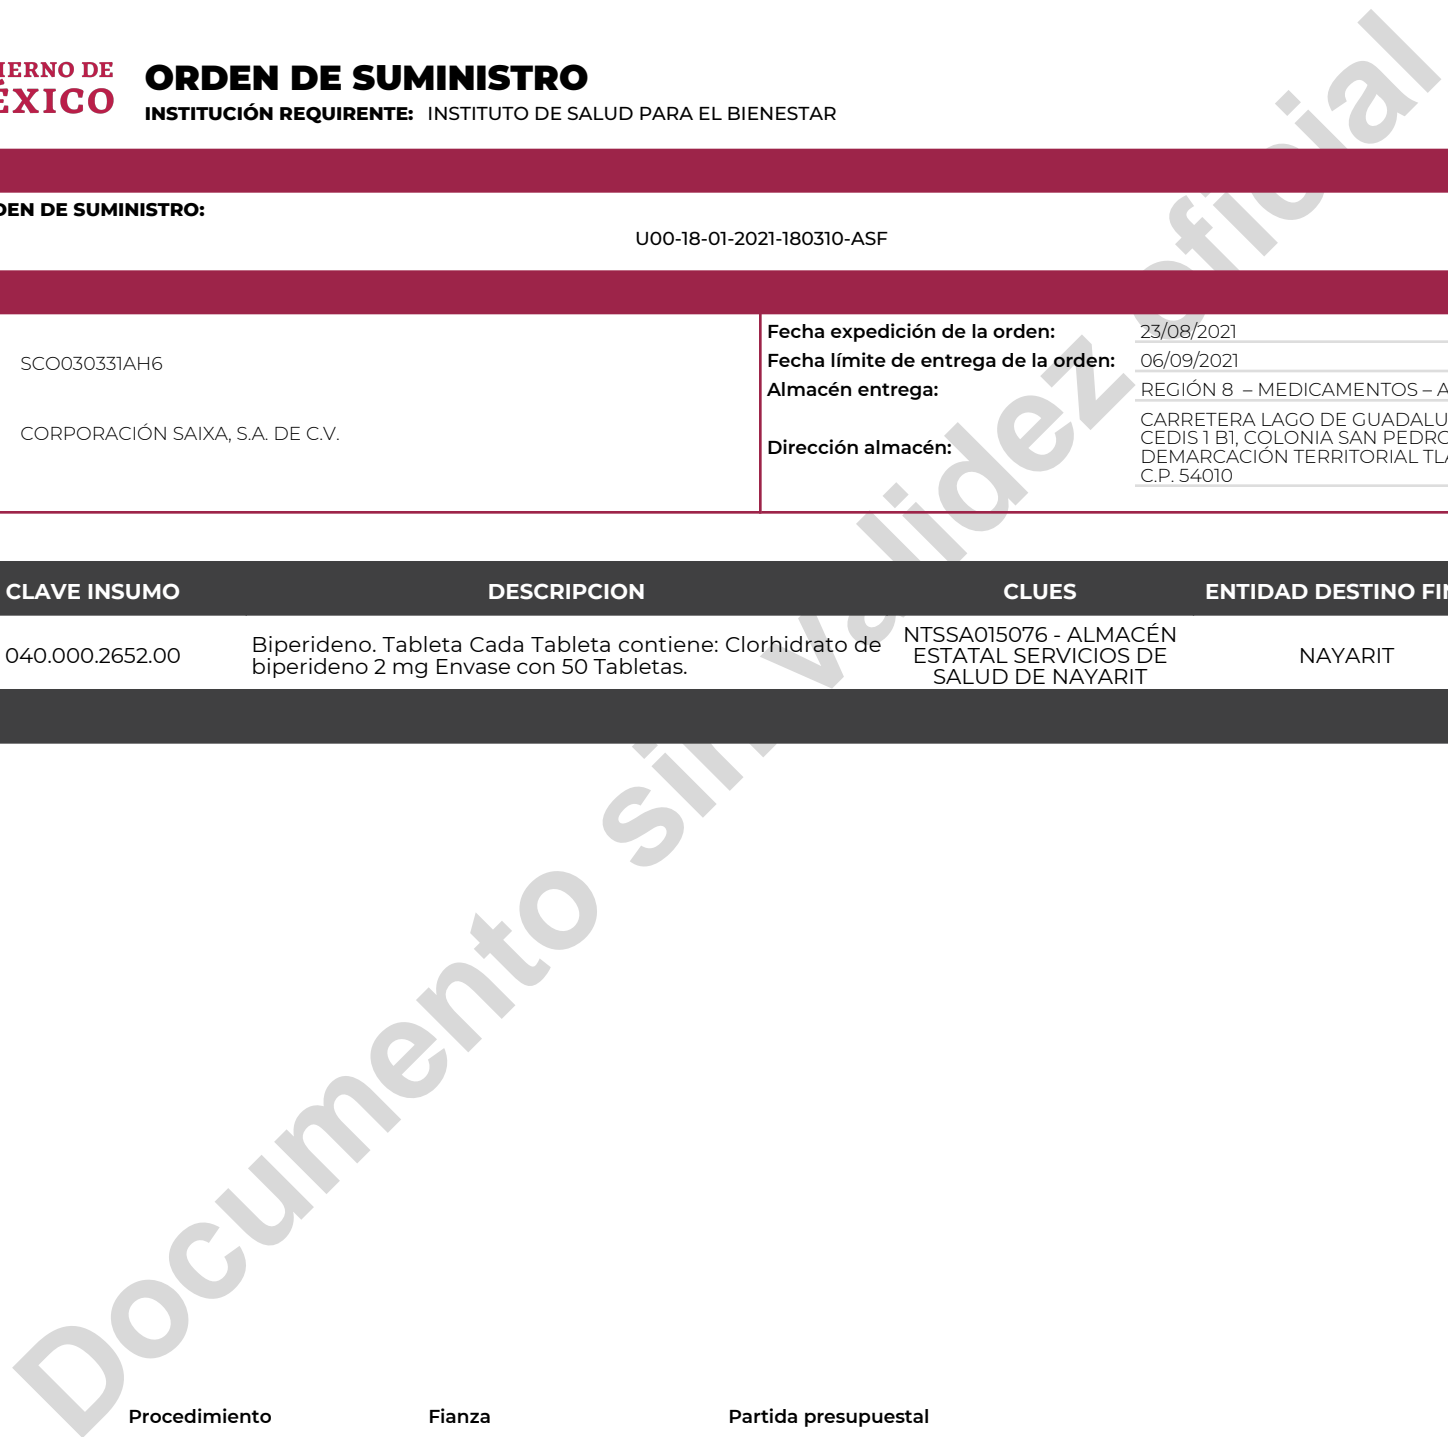 IERNO DE
ÉXICO
ORDEN DE SUMINISTRO
INSTITUCIÓN REQUIRENTE: INSTITUTO DE SALUD PARA EL BIENESTAR
DEN DE SUMINISTRO:
U00-18-01-2021-180310-ASF
SCO030331AH6
CORPORACIÓN SAIXA, S.A. DE C.V.
Fecha expedición de la orden: 23/08/2021
Fecha límite de entrega de la orden: 06/09/2021
Almacén entrega: REGIÓN 8 – MEDICAMENTOS – A
Dirección almacén:
CARRETERA LAGO DE GUADALU
CEDIS 1 B1, COLONIA SAN PEDRO
DEMARCACIÓN TERRITORIAL TLA
C.P. 54010
CLAVE INSUMO DESCRIPCION CLUES ENTIDAD DESTINO FIN
040.000.2652.00
Biperideno. Tableta Cada Tableta contiene: Clorhidrato de
biperideno 2 mg Envase con 50 Tabletas.
NTSSA015076 - ALMACÉN
ESTATAL SERVICIOS DE
SALUD DE NAYARIT
NAYARIT
Documento sin validez oficial
Procedimiento Fianza Partida presupuestal